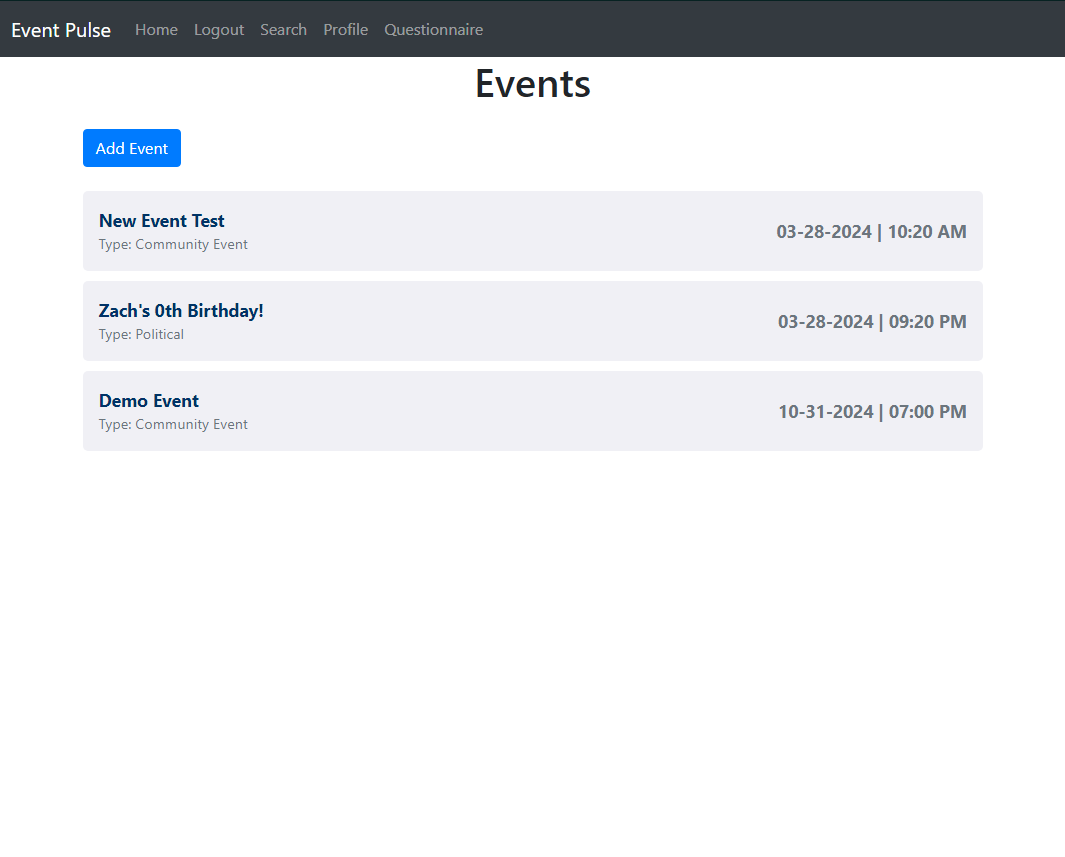 Event Pulse Home Logout Search Profile Questionnaire
Events
Add Event
New Event Test
Type: Community Event
03-28-2024 | 10:20 AM
Zach's 0th Birthday!
Type: Political
03-28-2024 | 09:20 PM
Demo Event
Type: Community Event
10-31-2024 | 07:00 PM